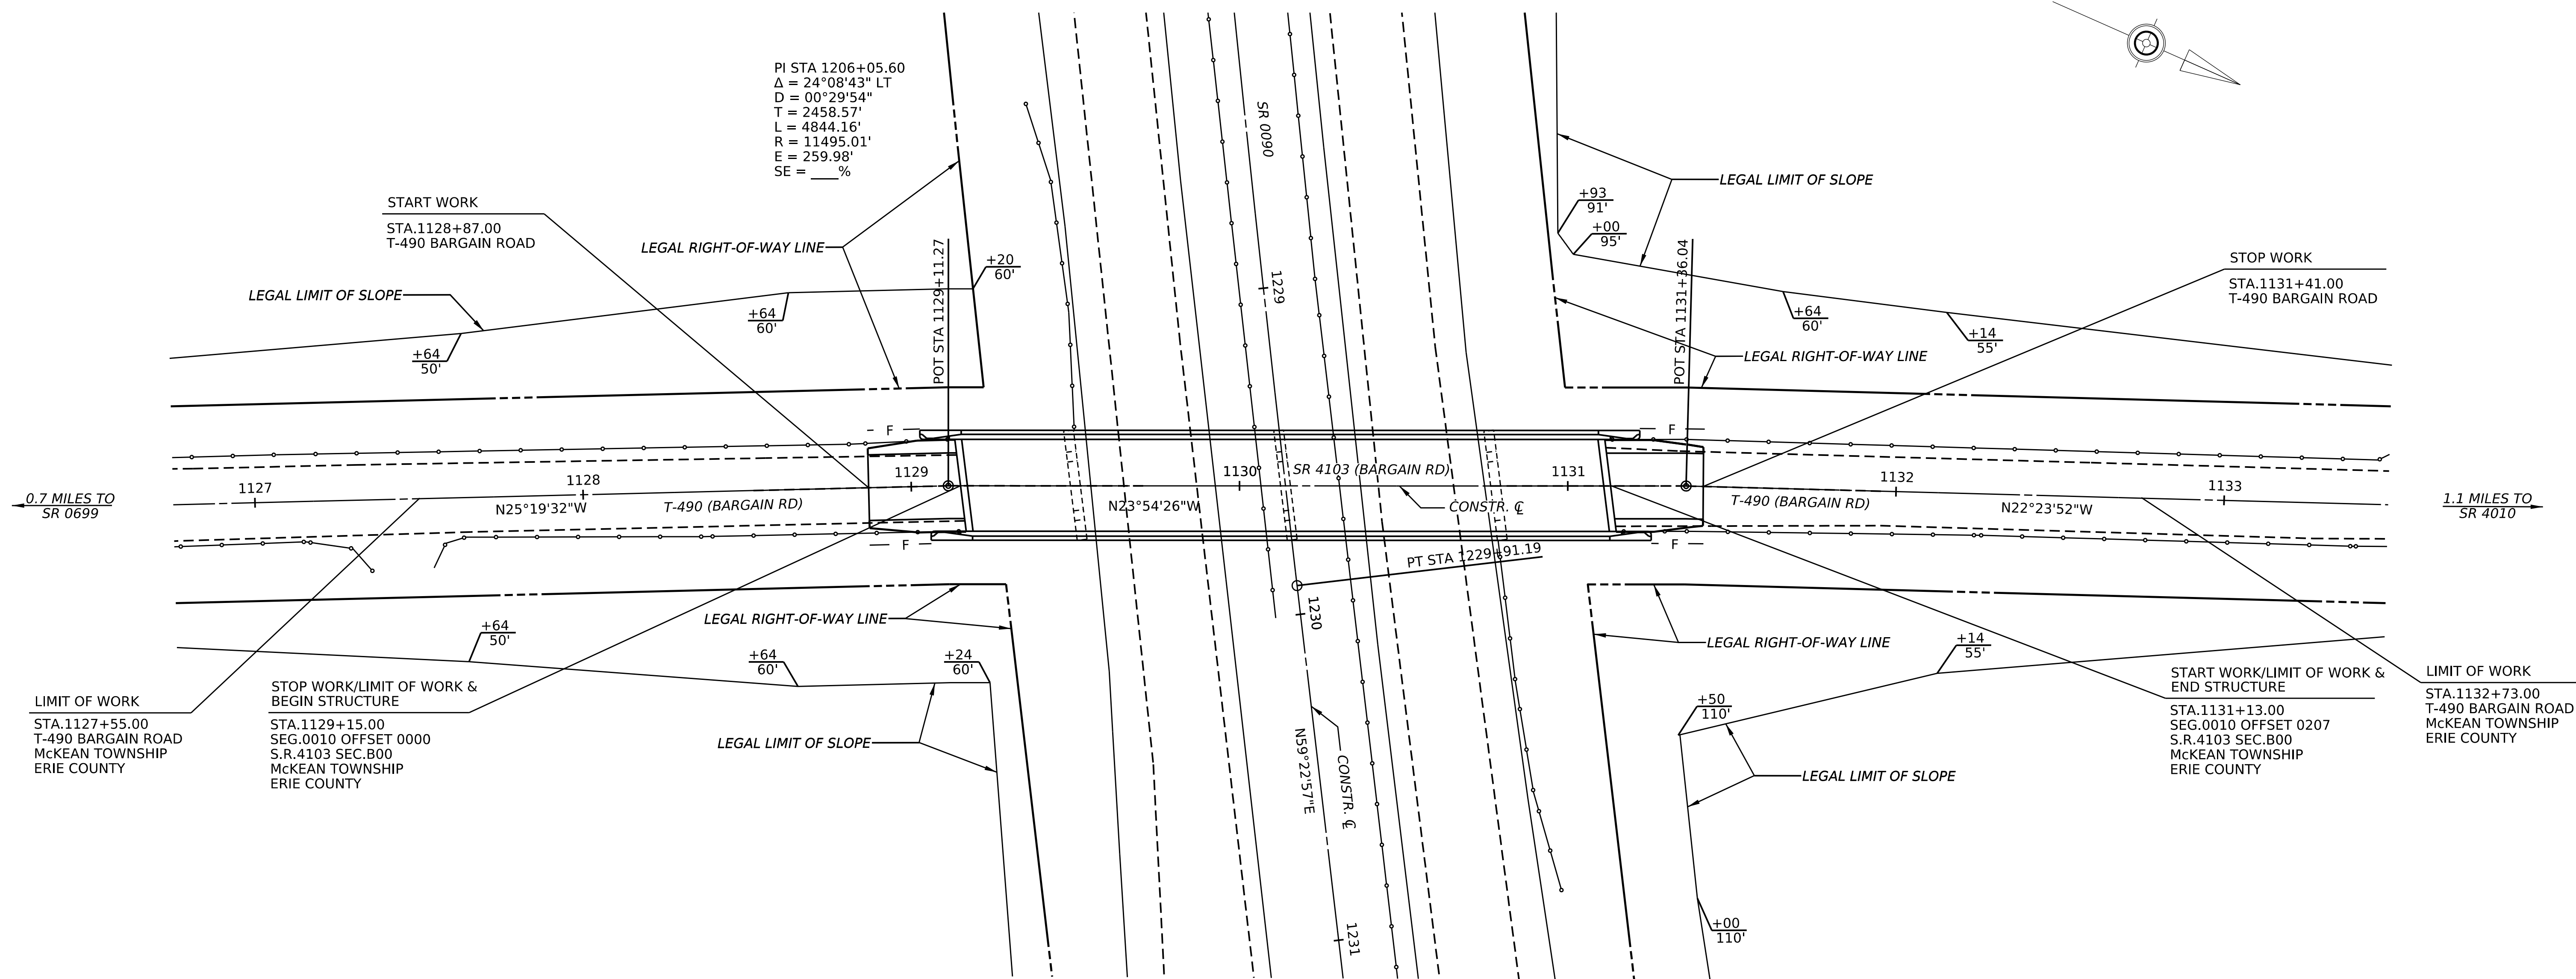 PI STA 1206+05.60
Δ = 24°08'43" LT
D = 00°29'54"
T = 2458.57'
L = 4844.16'
R = 11495.01'
E = 259.98'
SE = ____%
SR 0090
LEGAL LIMIT OF SLOPE
+93
91'
+00
95'
START WORK
STA.1128+87.00
T-490 BARGAIN ROAD
LEGAL RIGHT-OF-WAY LINE
POT STA 1129+11.27
+20
60'
1229
POT STA 1131+36.04
STOP WORK
STA.1131+41.00
T-490 BARGAIN ROAD
LEGAL LIMIT OF SLOPE
+64
50'
+64
60'
+64
60'
+14
55'
LEGAL RIGHT-OF-WAY LINE
F
F
1127
1128
1129
1130
SR 4103 (BARGAIN RD)
1131
1132
1133
0.7 MILES TO
SR 0699
N25°19'32"W
T-490 (BARGAIN RD)
N23°54'26"W
CONSTR. ℄
T-490 (BARGAIN RD)
N22°23'52"W
1.1 MILES TO
SR 4010
F
F
PT STA 1229+91.19
1230
LEGAL RIGHT-OF-WAY LINE
LEGAL RIGHT-OF-WAY LINE
+64
50'
+64
60'
+24
60'
+14
55'
+50
110'
LIMIT OF WORK
STA.1127+55.00
T-490 BARGAIN ROAD
McKEAN TOWNSHIP
ERIE COUNTY
STOP WORK/LIMIT OF WORK &
BEGIN STRUCTURE
STA.1129+15.00
SEG.0010 OFFSET 0000
S.R.4103 SEC.B00
McKEAN TOWNSHIP
ERIE COUNTY
LEGAL LIMIT OF SLOPE
N59°22'57"E
CONSTR. ℄
LEGAL LIMIT OF SLOPE
START WORK/LIMIT OF WORK &
END STRUCTURE
STA.1131+13.00
SEG.0010 OFFSET 0207
S.R.4103 SEC.B00
McKEAN TOWNSHIP
ERIE COUNTY
LIMIT OF WORK
STA.1132+73.00
T-490 BARGAIN ROAD
McKEAN TOWNSHIP
ERIE COUNTY
1231
+00
110'